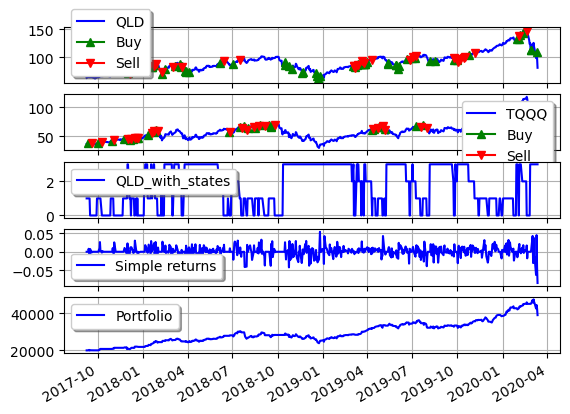 150
100
QLD
Buy
Sell
100
50
TQQQ
Buy
Sell
2
0
QLD_with_states
0.05
0.00
−0.05
Simple returns
40000
20000
Portfolio
2017-10
2018-01
2018-04
2018-07
2018-10
2019-01
2019-04
2019-07
2019-10
2020-01
2020-04